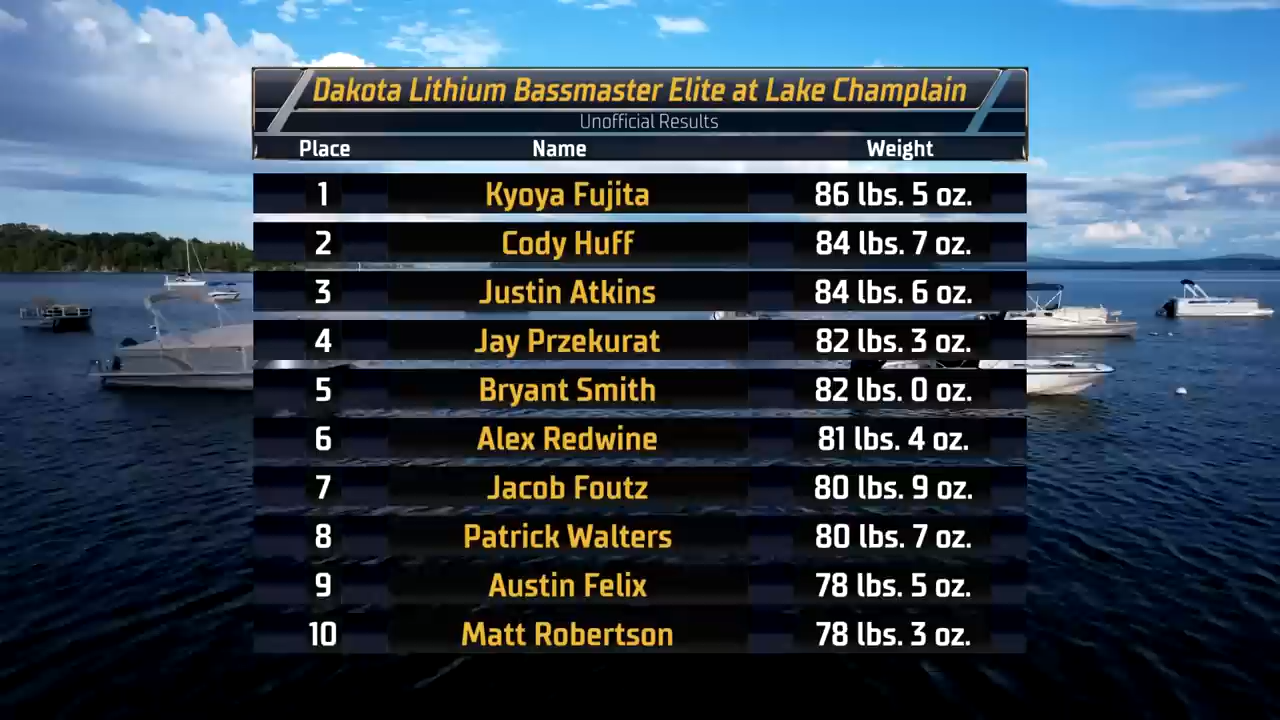 Dakota Lithium Bassmaster Elite at Lake Champlain
Unofficial Results
Place Name Weight
1 Kyoya Fujita 86 lbs. 5 oz.
2 Cody Huff 84 lbs. 7 oz.
3 Justin Atkins 84 lbs. 6 oz.
4 Jay Przekurat 82 lbs. 3 oz.
5 Bryant Smith 82 lbs. 0 oz.
6 Alex Redwine 81 lbs. 4 oz.
7 Jacob Foutz 80 lbs. 9 oz.
8 Patrick Walters 80 lbs. 7 oz.
9 Austin Felix 78 lbs. 5 oz.
10 Matt Robertson 78 lbs. 3 oz.